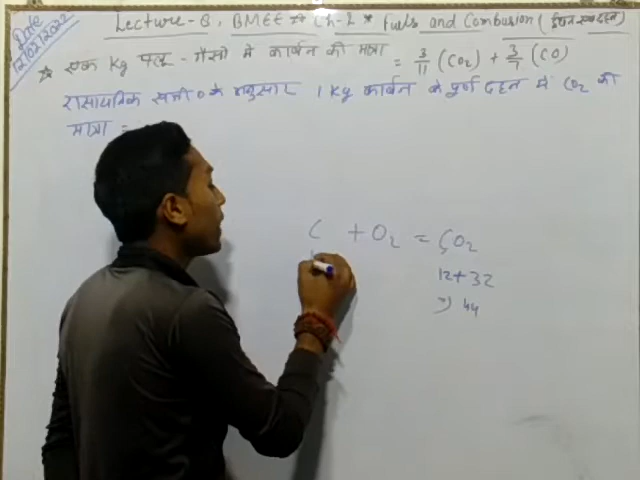 Date
12/02/2022
Lecture-8, BMEE ** Ch-2 * Fuels and Combusion (ईंधन एवं दहन)
* एक Kg फ्लू - गैसों में कार्बन की मात्रा = 3/11 (CO2) + 3/7 (CO)
रासायनिक समी० के अनुसार 1 Kg कार्बन के पूर्ण दहन में CO2 की
मात्रा =
C + O2 = CO2
12+32
=) 44